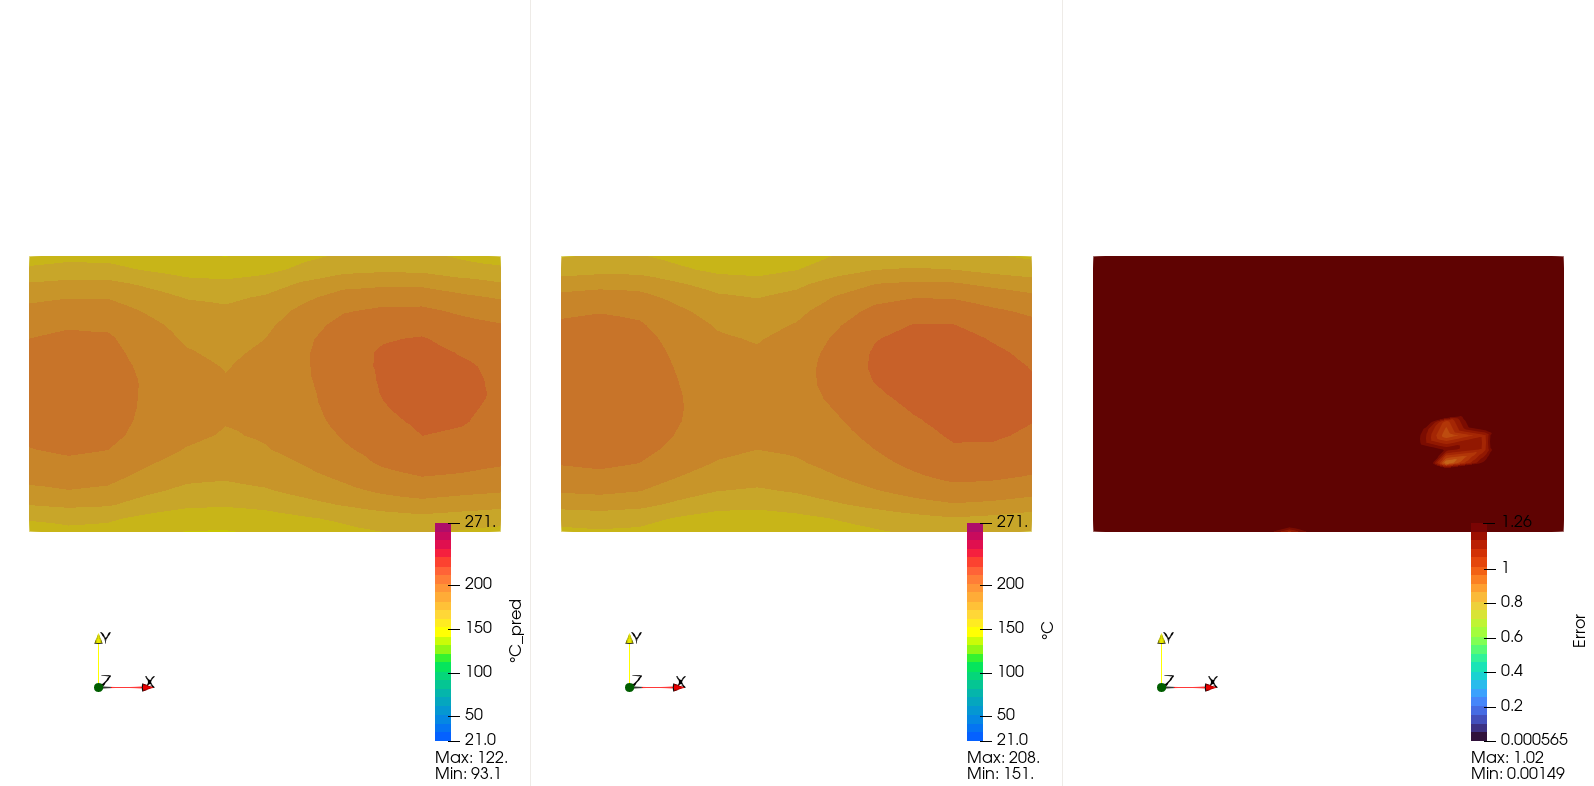 271.
200
150
100
50
21.0
°C_pred
Max: 122.
Min: 93.1
Y
Z
X
271.
200
150
100
50
21.0
°C
Max: 208.
Min: 151.
Y
Z
X
1.26
1
0.8
0.6
0.4
0.2
0.000565
Error
Max: 1.02
Min: 0.00149
Y
Z
X